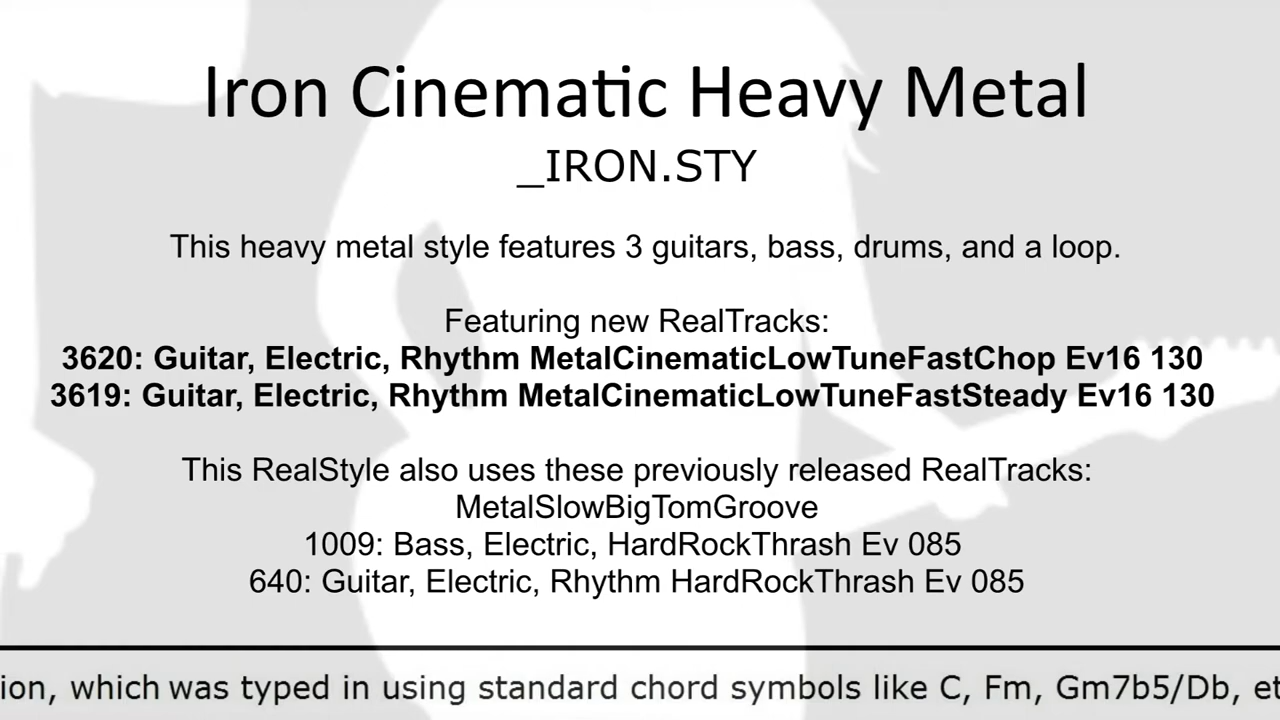 Iron Cinematic Heavy Metal
_IRON.STY
This heavy metal style features 3 guitars, bass, drums, and a loop.
Featuring new RealTracks:
3620: Guitar, Electric, Rhythm MetalCinematicLowTuneFastChop Ev16 130
3619: Guitar, Electric, Rhythm MetalCinematicLowTuneFastSteady Ev16 130
This RealStyle also uses these previously released RealTracks:
MetalSlowBigTomGroove
1009: Bass, Electric, HardRockThrash Ev 085
640: Guitar, Electric, Rhythm HardRockThrash Ev 085
ion, which was typed in using standard chord symbols like C, Fm, Gm7b5/Db, et